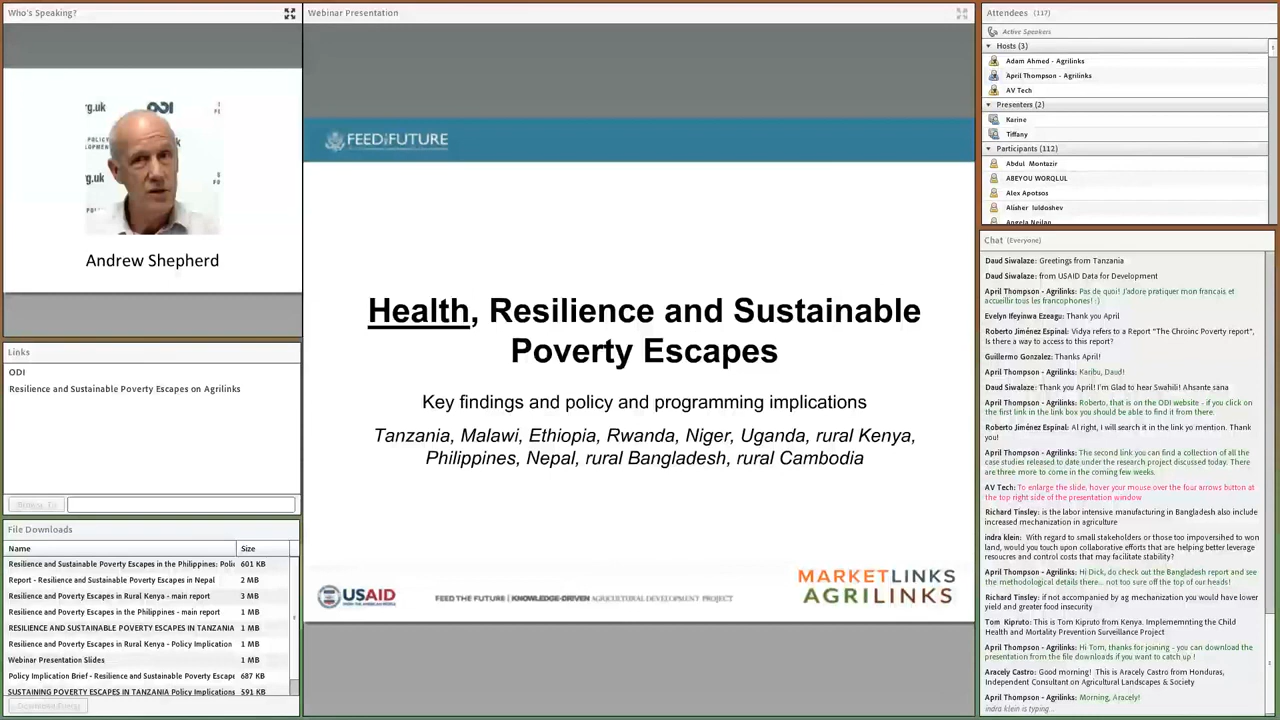 Who's Speaking?
rg.uk
ODI
rg.uk
Andrew Shepherd
Links
ODI
Resilience and Sustainable Poverty Escapes on Agrilinks
Browse To
File Downloads
Name
Size
Resilience and Sustainable Poverty Escapes in the Philippines: Poli
601 KB
Report - Resilience and Sustainable Poverty Escapes in Nepal
2 MB
Resilience and Poverty Escapes in Rural Kenya - main report
3 MB
Resilience and Poverty Escapes in the Philippines - main report
1 MB
RESILIENCE AND SUSTAINABLE POVERTY ESCAPES IN TANZANIA
1 MB
Resilience and Poverty Escapes in Rural Kenya - Policy Implication
1 MB
Webinar Presentation Slides
1 MB
Policy Implication Brief - Resilience and Sustainable Poverty Escape
687 KB
SUSTAINING POVERTY ESCAPES IN TANZANIA Policy Implications
591 KB
Download File(s)
Webinar Presentation
FEED THE FUTURE
Health, Resilience and Sustainable
Poverty Escapes
Key findings and policy and programming implications
Tanzania, Malawi, Ethiopia, Rwanda, Niger, Uganda, rural Kenya,
Philippines, Nepal, rural Bangladesh, rural Cambodia
USAID
FROM THE AMERICAN PEOPLE
FEED THE FUTURE | KNOWLEDGE-DRIVEN AGRICULTURAL DEVELOPMENT PROJECT
MARKETLINKS
AGRILINKS
Attendees (117)
Active Speakers
Hosts (3)
Adam Ahmed - Agrilinks
April Thompson - Agrilinks
AV Tech
Presenters (2)
Karine
Tiffany
Participants (112)
Abdul Montazir
ABEYOU WORQLUL
Alex Apotsos
Alisher Iuldoshev
Angela Neilan
Chat (Everyone)
Daud Siwalaze: Greetings from Tanzania
Daud Siwalaze: from USAID Data for Development
April Thompson - Agrilinks: Pas de quoi! J'adore pratiquer mon francais et
accueillir tous les francophones! :)
Evelyn Ifeyinwa Ezeagu: Thank you April
Roberto Jiménez Espinal: Vidya refers to a Report "The Chroinc Poverty report",
Is there a way to access to this report?
Guillermo Gonzalez: Thanks April!
April Thompson - Agrilinks: Karibu, Daud!
Daud Siwalaze: Thank you April! I'm Glad to hear Swahili! Ahsante sana
April Thompson - Agrilinks: Roberto, that is on the ODI website - if you click on
the first link in the link box you should be able to find it from there.
Roberto Jiménez Espinal: Al right, I will search it in the link yo mention. Thank
you!
April Thompson - Agrilinks: The second link you can find a collection of all the
case studies released to date under the research project discussed today. There
are three more to come in the coming few weeks.
AV Tech: To enlarge the slide, hover your mouse over the four arrows button at
the top right side of the presentation window
Richard Tinsley: is the labor intensive manufacturing in Bangladesh also include
increased mechanization in agriculture
indra klein: With regard to small stakeholders or those too impoverished to won
land, would you touch upon collaborative efforts that are helping better leverage
resources and control costs that may facilitate stability?
April Thompson - Agrilinks: Hi Dick, do check out the Bangladesh report and see
the methodological details there... not too sure off the top of our heads!
Richard Tinsley: if not accompanied by ag mechanization you would have lower
yield and greater food insecurity
Tom Kipruto: This is Tom Kipruto from Kenya. Implememnting the Child
Health and Mortality Prevention Surveillance Project
April Thompson - Agrilinks: Hi Tom, thanks for joining - you can download the
presentation from the file downloads if you want to catch up !
Aracely Castro: Good morning! This is Aracely Castro from Honduras,
Independent Consultant on Agricultural Landscapes & Society
April Thompson - Agrilinks: Morning, Aracely!
indra klein is typing...